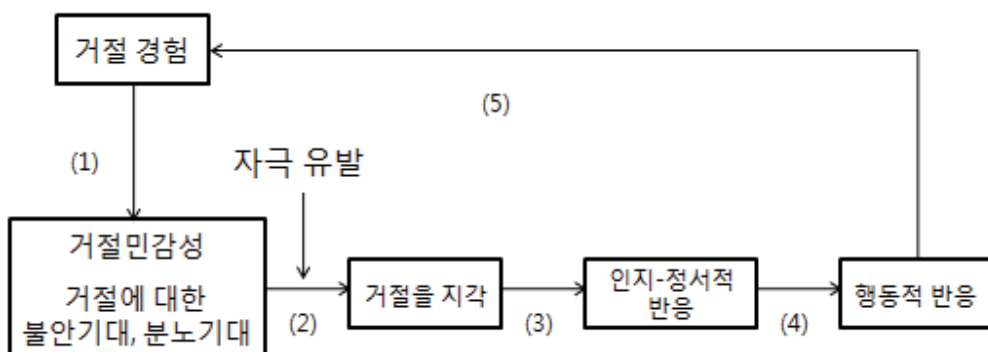 거절 경험
(5)
(1)
자극 유발
거절민감성
거절에 대한
불안기대, 분노기대
(2)
거절을 지각
(3)
인지-정서적
반응
(4)
행동적 반응